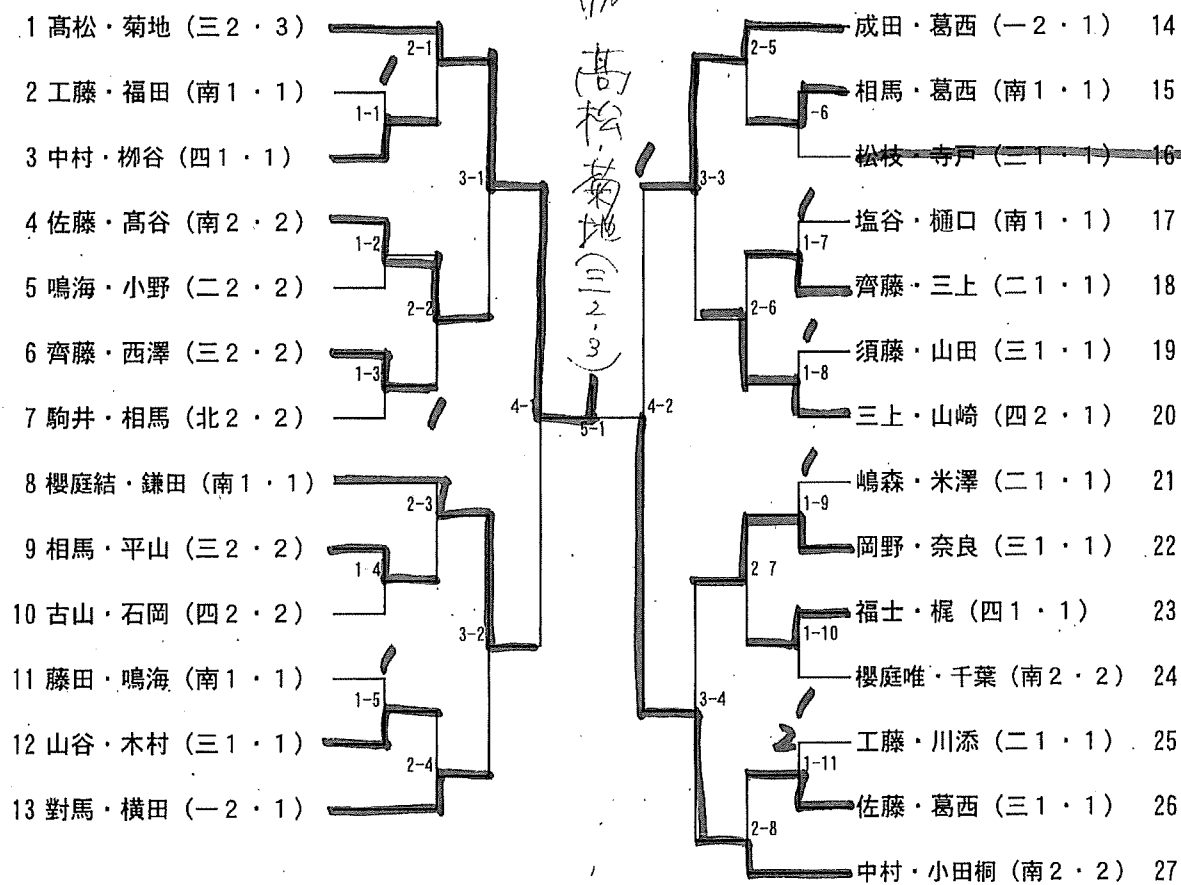 1 髙松・菊地（三２・３）
2 工藤・福田（南１・１）
3 中村・栁谷（四１・１）
4 佐藤・髙谷（南２・２）
5 鳴海・小野（二２・２）
6 齊藤・西澤（三２・２）
7 駒井・相馬（北２・２）
8 櫻庭結・鎌田（南１・１）
9 相馬・平山（三２・２）
10 古山・石岡（四２・２）
11 藤田・鳴海（南１・１）
12 山谷・木村（三１・１）
13 對馬・横田（一２・１）
1-1
1-2
1-3
1-4
1-5
2-1
2-2
2-3
2-4
3-1
3-2
4-1
5-1
髙松・菊地（三２・３）
4-2
3-3
3-4
2-5
2-6
2-7
2-8
-6
1-7
1-8
1-9
1-10
1-11
2
成田・葛西（一２・１） 14
相馬・葛西（南１・１） 15
松枝・寺戸（三１・１） 16
塩谷・樋口（南１・１） 17
齊藤・三上（二１・１） 18
須藤・山田（三１・１） 19
三上・山崎（四２・１） 20
嶋森・米澤（二１・１） 21
岡野・奈良（三１・１） 22
福士・梶（四１・１） 23
櫻庭唯・千葉（南２・２） 24
工藤・川添（二１・１） 25
佐藤・葛西（三１・１） 26
中村・小田桐（南２・２） 27